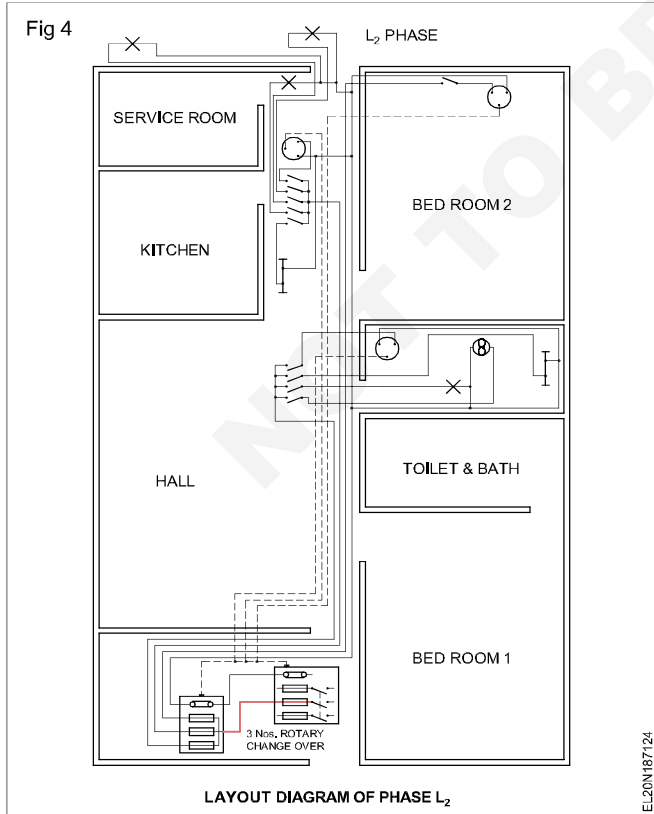 Fig 4
L₂ PHASE
SERVICE ROOM
BED ROOM 2
KITCHEN
TOILET & BATH
HALL
BED ROOM 1
3 Nos. ROTARY
CHANGE OVER
LAYOUT DIAGRAM OF PHASE L₂
EL20N187124
NOT TO BE